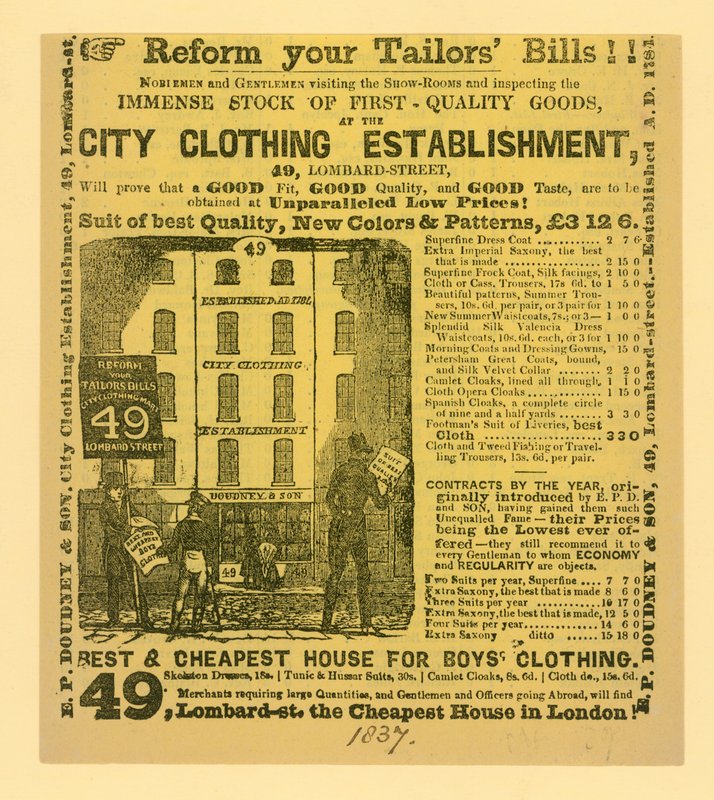 Reform your Tailors' Bills!!
NOBLEMEN and GENTLEMEN visiting the SHOW-ROOMS and inspecting the
IMMENSE STOCK OF FIRST-QUALITY GOODS,
AT THE
CITY CLOTHING ESTABLISHMENT,
49, LOMBARD-STREET,
Will prove that a GOOD Fit, GOOD Quality, and GOOD Taste, are to be
obtained at Unparalleled Low Prices!
Suit of best Quality, New Colors & Patterns, £3 12 6.
49
ESTABLISHED AD 1784
CITY CLOTHING
ESTABLISHMENT
DOUDNEY & SON
REFORM
YOUR
TAILORS BILLS
CITY CLOTHING MART
49
LOMBARD STREET
BOYS
CLOTH
49
49
SUIT
Superfine Dress Coat ........... 2 7 6
Extra Imperial Saxony, the best
that is made ................. 2 15 0
Superfine Frock Coat, Silk facings, 2 10 0
Cloth or Cass. Trousers, 17s 6d. to 1 5 0
Beautiful patterns, Summer Trou-
sers, 10s. 6d. per pair, or 3 pair for 1 10 0
New Summer Waistcoats, 7s.; or 3— 1 0 0
Splendid Silk Valencia Dress
Waistcoats, 10s. 6d. each, or 3 for 1 10 0
Morning Coats and Dressing Gowns, 15 0
Petersham Great Coats, bound,
and Silk Velvet Collar ........ 2 2 0
Camlet Cloaks, lined all through, 1 1 0
Cloth Opera Cloaks ............. 1 15 0
Spanish Cloaks, a complete circle
of nine and a half yards ........ 3 3 0
Footman's Suit of Liveries, best
Cloth ..................... 3 3 0
Cloth and Tweed Fishing or Travel-
ling Trousers, 13s. 6d. per pair.
CONTRACTS BY THE YEAR, ori-
ginally introduced by E. P. D.
and SON, having gained them such
Unequalled Fame — their Prices
being the Lowest ever of-
fered—they still recommend it to
every Gentleman to whom ECONOMY
and REGULARITY are objects.
Two Suits per year, Superfine .... 7 7 0
Extra Saxony, the best that is made 8 6 0
Three Suits per year ............ 10 17 0
Extra Saxony, the best that is made, 12 5 0
Four Suits per year.............. 14 6 0
Extra Saxony ditto ...... 15 18 0
BEST & CHEAPEST HOUSE FOR BOYS' CLOTHING.
Skeleton Dresses, 18s. | Tunic & Hussar Suits, 30s. | Camlet Cloaks, 8s. 6d. | Cloth do., 15s. 6d.
Merchants requiring large Quantities, and Gentlemen and Officers going Abroad, will find
49, Lombard-st. the Cheapest House in London!
E. P. DOUDNEY & SON. City Clothing Establishment, 49, Lombard-st.
E. P. DOUDNEY & SON, 49, Lombard-street.—Established A.D. 1784.
1837.